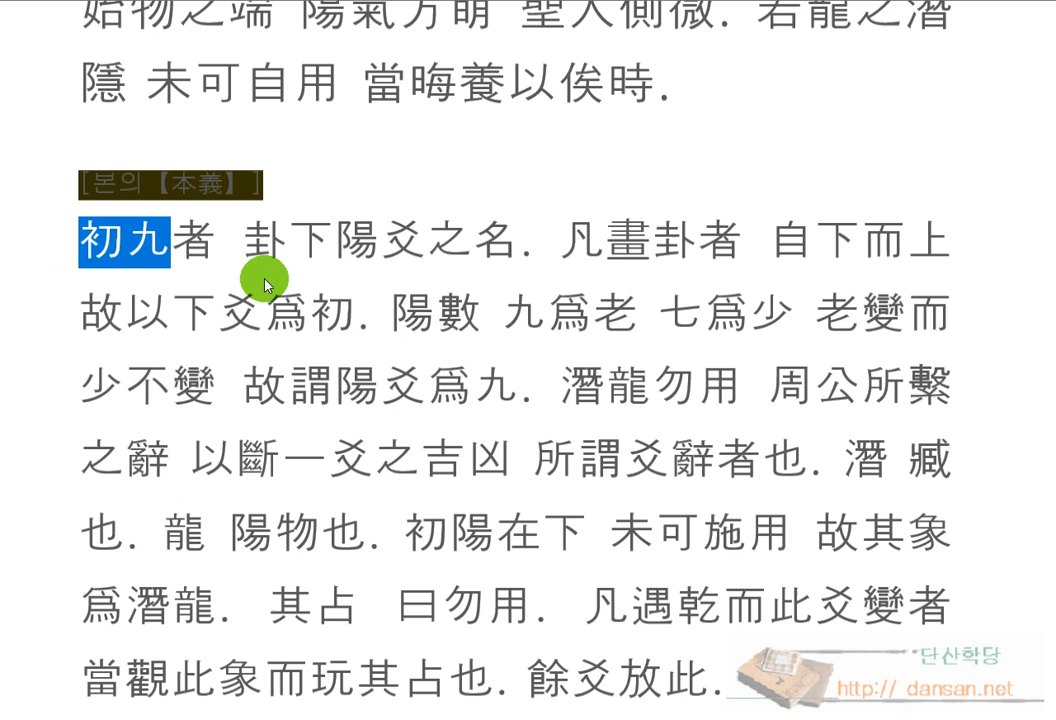 始物之端 陽氣方萌 聖人側微. 若龍之潛
隱 未可自用 當晦養以俟時.
[본의【本義】 ]
初九者 卦下陽爻之名. 凡畫卦者 自下而上
故以下爻爲初. 陽數 九爲老 七爲少 老變而
少不變 故謂陽爻爲九. 潛龍勿用 周公所繫
之辭 以斷一爻之吉凶 所謂爻辭者也. 潛 臧
也. 龍 陽物也. 初陽在下 未可施用 故其象
爲潛龍. 其占 曰勿用. 凡遇乾而此爻變者
當觀此象而玩其占也. 餘爻放此.
단산학당
http:// dansan.net